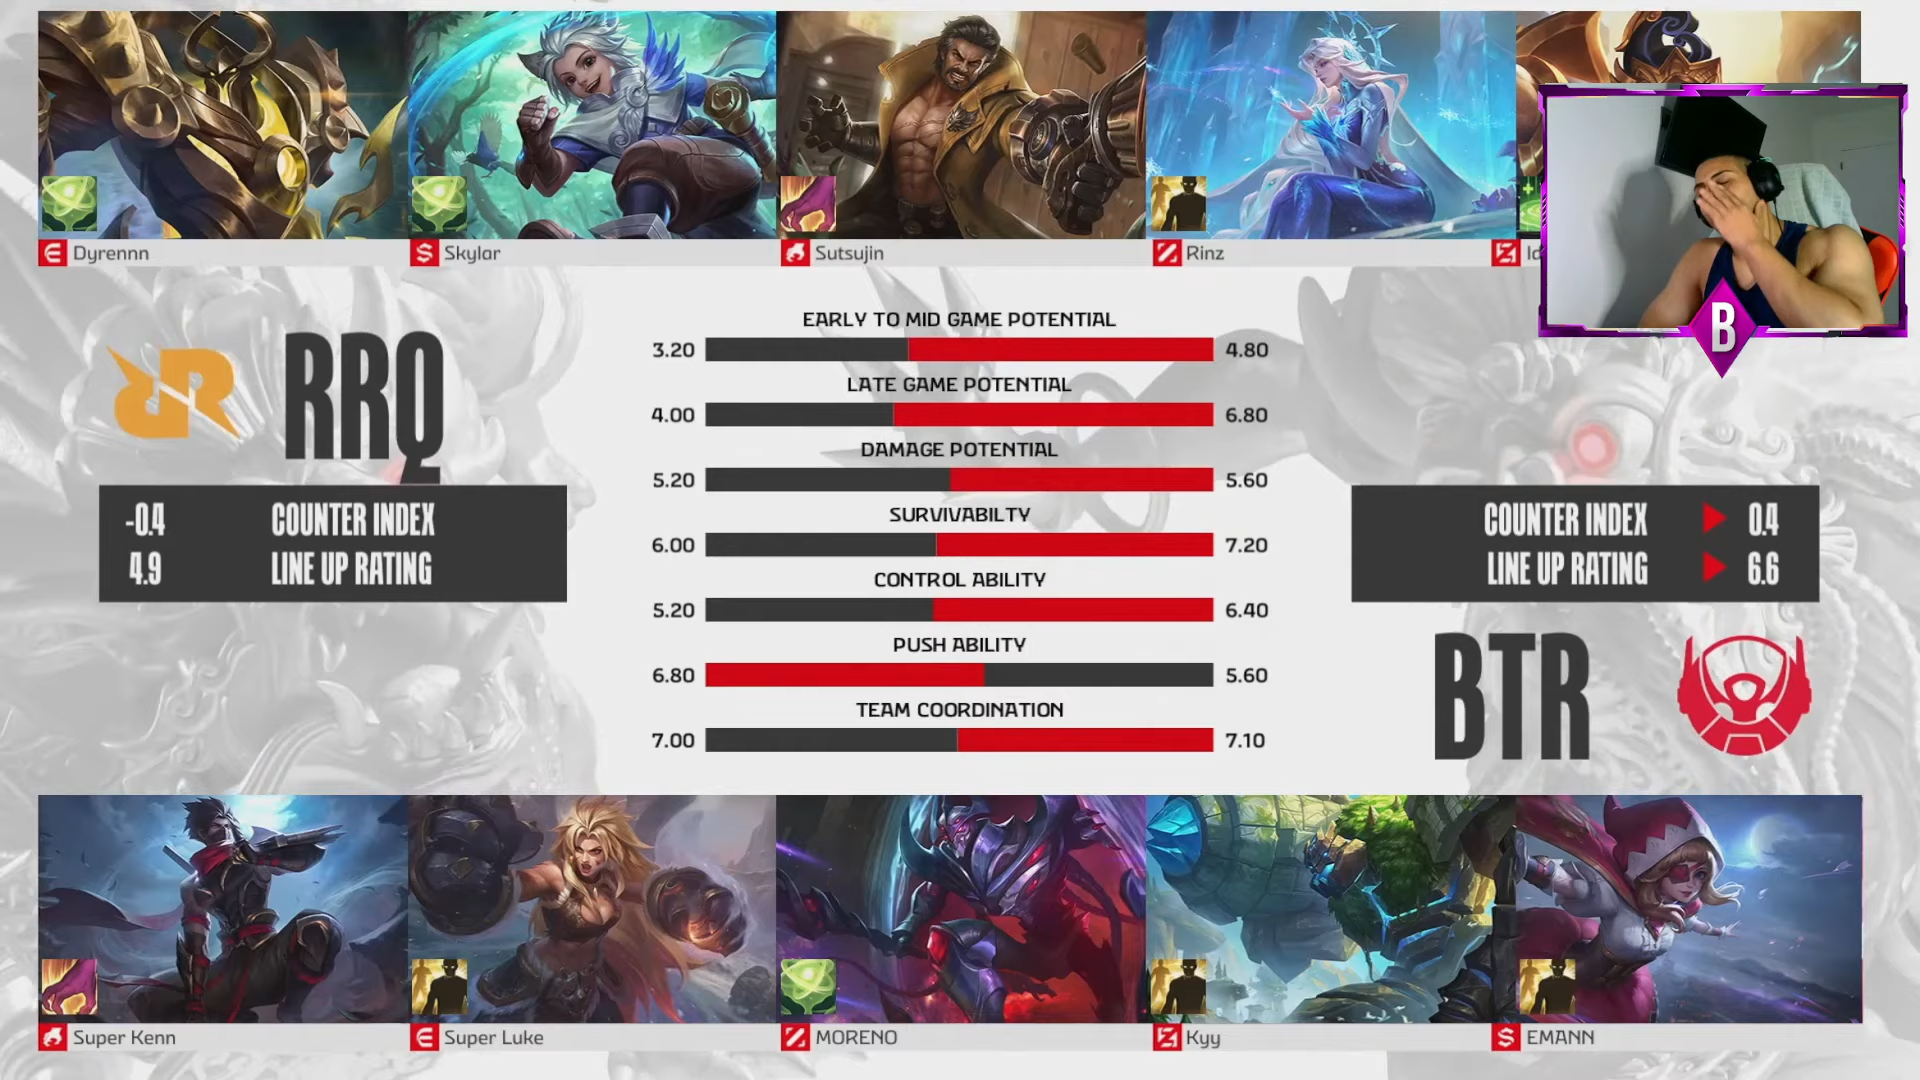 Dyrennn
Skylar
Sutsujin
Rinz
B
RRQ
-0.4 COUNTER INDEX
4.9 LINE UP RATING
EARLY TO MID GAME POTENTIAL
3.20 4.80
LATE GAME POTENTIAL
4.00 6.80
DAMAGE POTENTIAL
5.20 5.60
SURVIVABILTY
6.00 7.20
CONTROL ABILITY
5.20 6.40
PUSH ABILITY
6.80 5.60
TEAM COORDINATION
7.00 7.10
COUNTER INDEX 0.4
LINE UP RATING 6.6
BTR
Super Kenn
Super Luke
MORENO
Kyy
EMANN